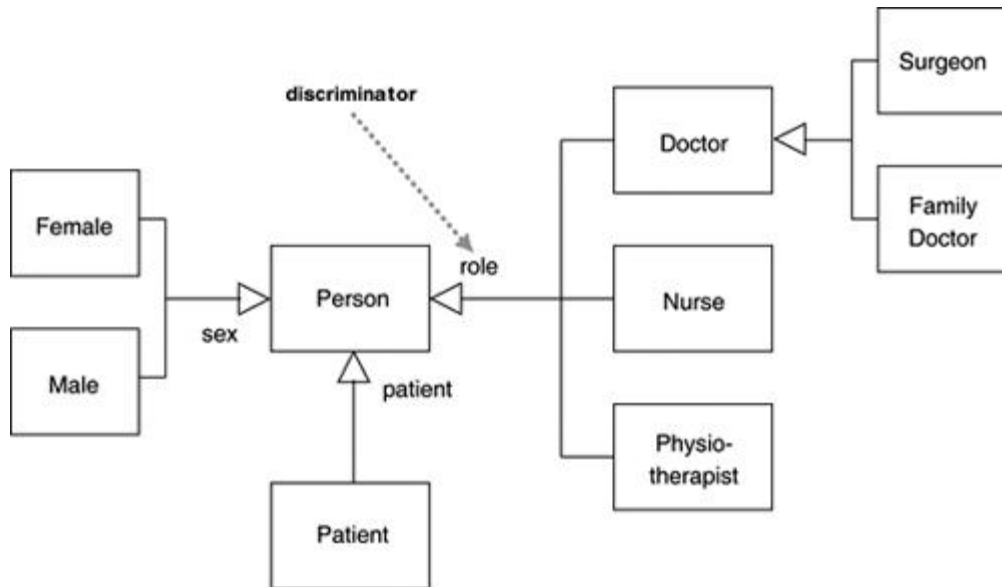 Surgeon
discriminator
Doctor
Female
Family
Doctor
role
Person
Nurse
sex
Male
patient
Physio-
therapist
Patient